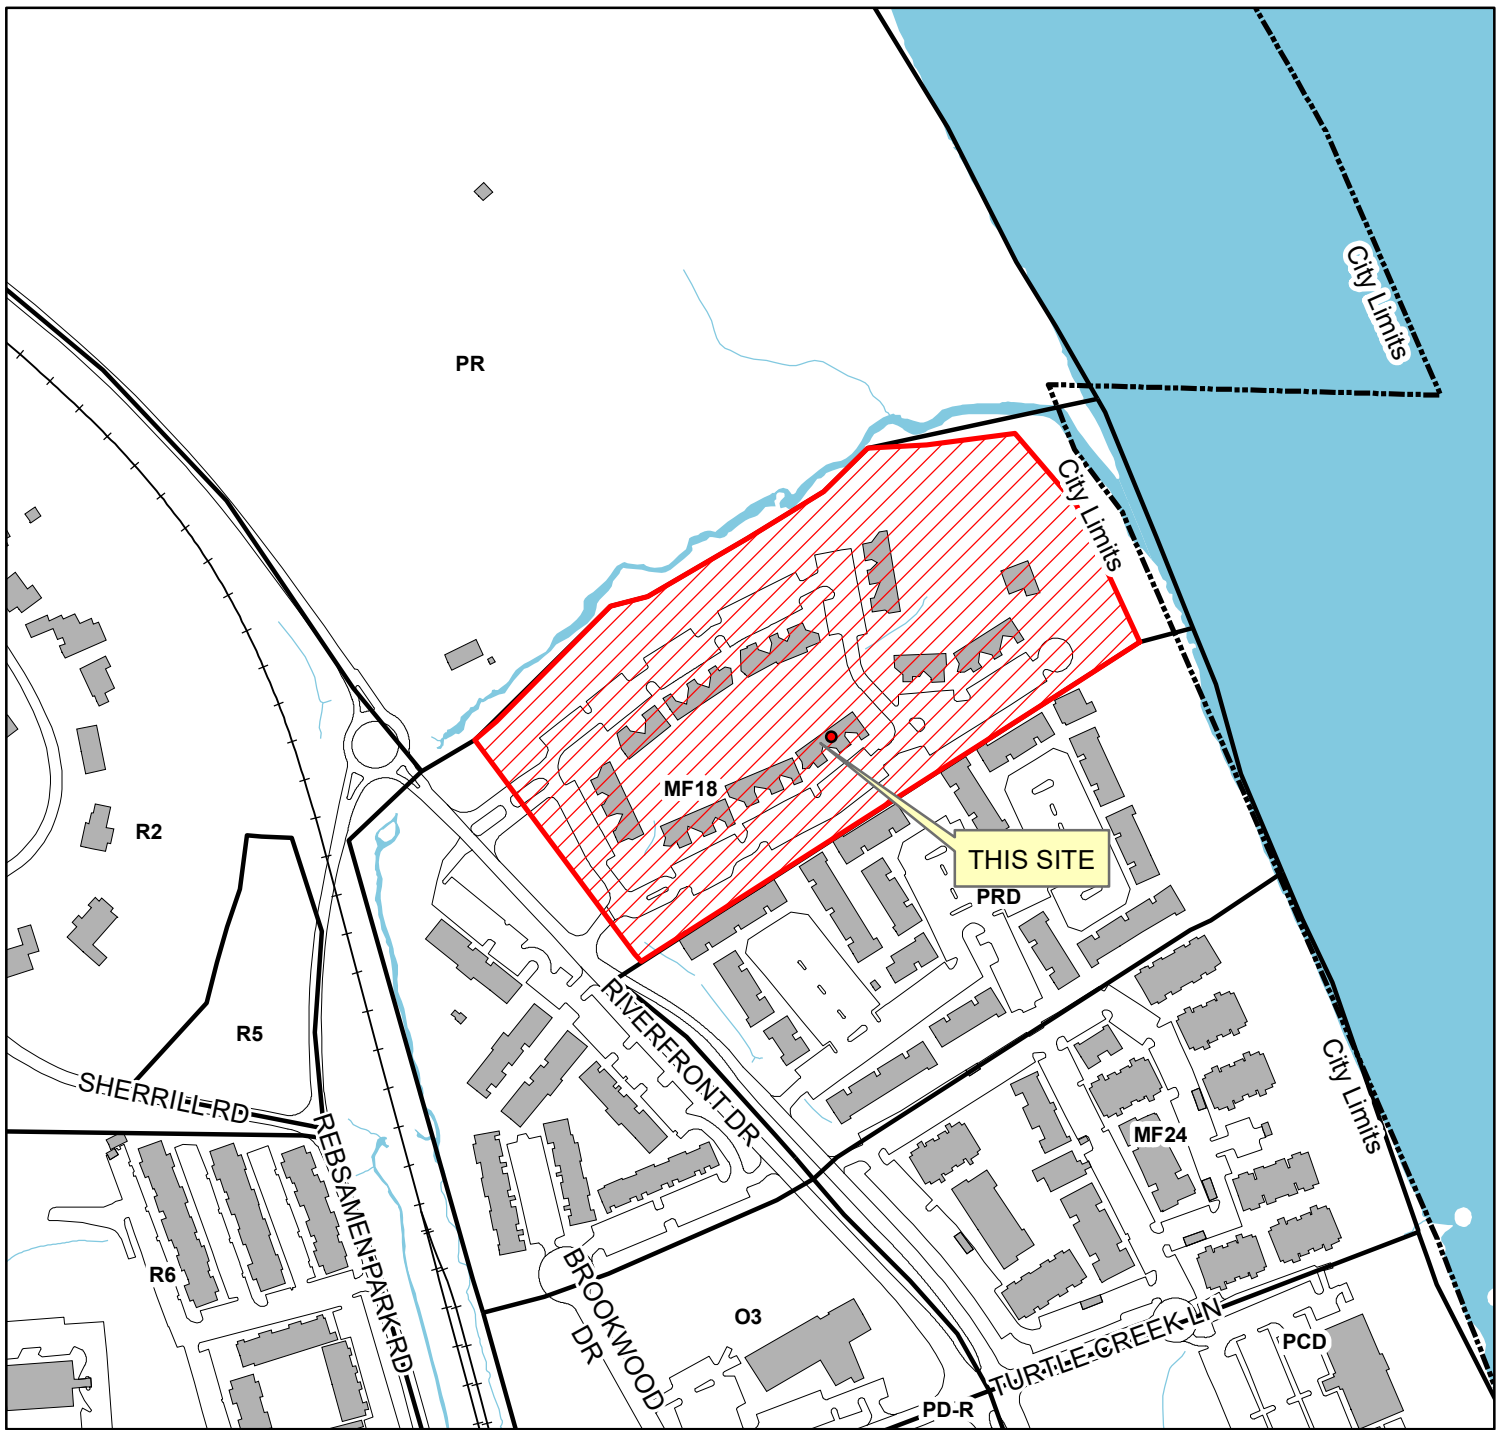 City Limits
PR
City Limits
MF18
R2
THIS SITE
PRD
RIVERFRONT DR
R5
SHERRILL RD
City Limits
REBSAMEN PARK RD
MF24
R6
BROOKWOOD
DR
O3
TURTLE CREEK LN
PCD
PD-R